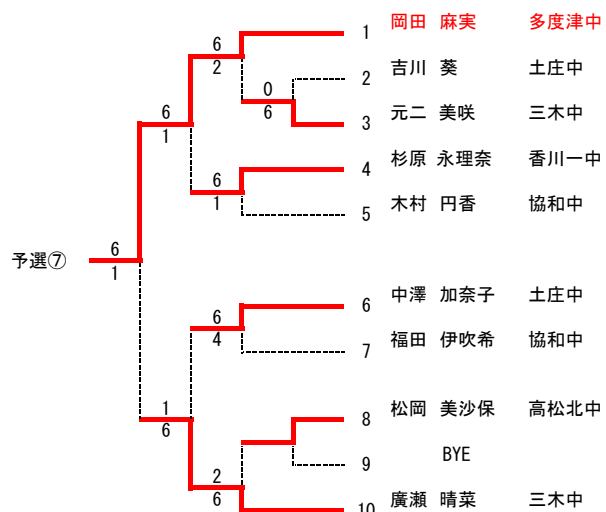 1 岡田 麻実 多度津中
6
2
2 吉川 葵 土庄中
0
6
3 元二 美咲 三木中
6
1
4 杉原 永理奈 香川一中
6
1
5 木村 円香 協和中
予選⑦
6
1
6 中澤 加奈子 土庄中
6
4
7 福田 伊吹希 協和中
1
6
8 松岡 美沙保 高松北中
9 BYE
2
6
10 廣瀬 晴菜 三木中